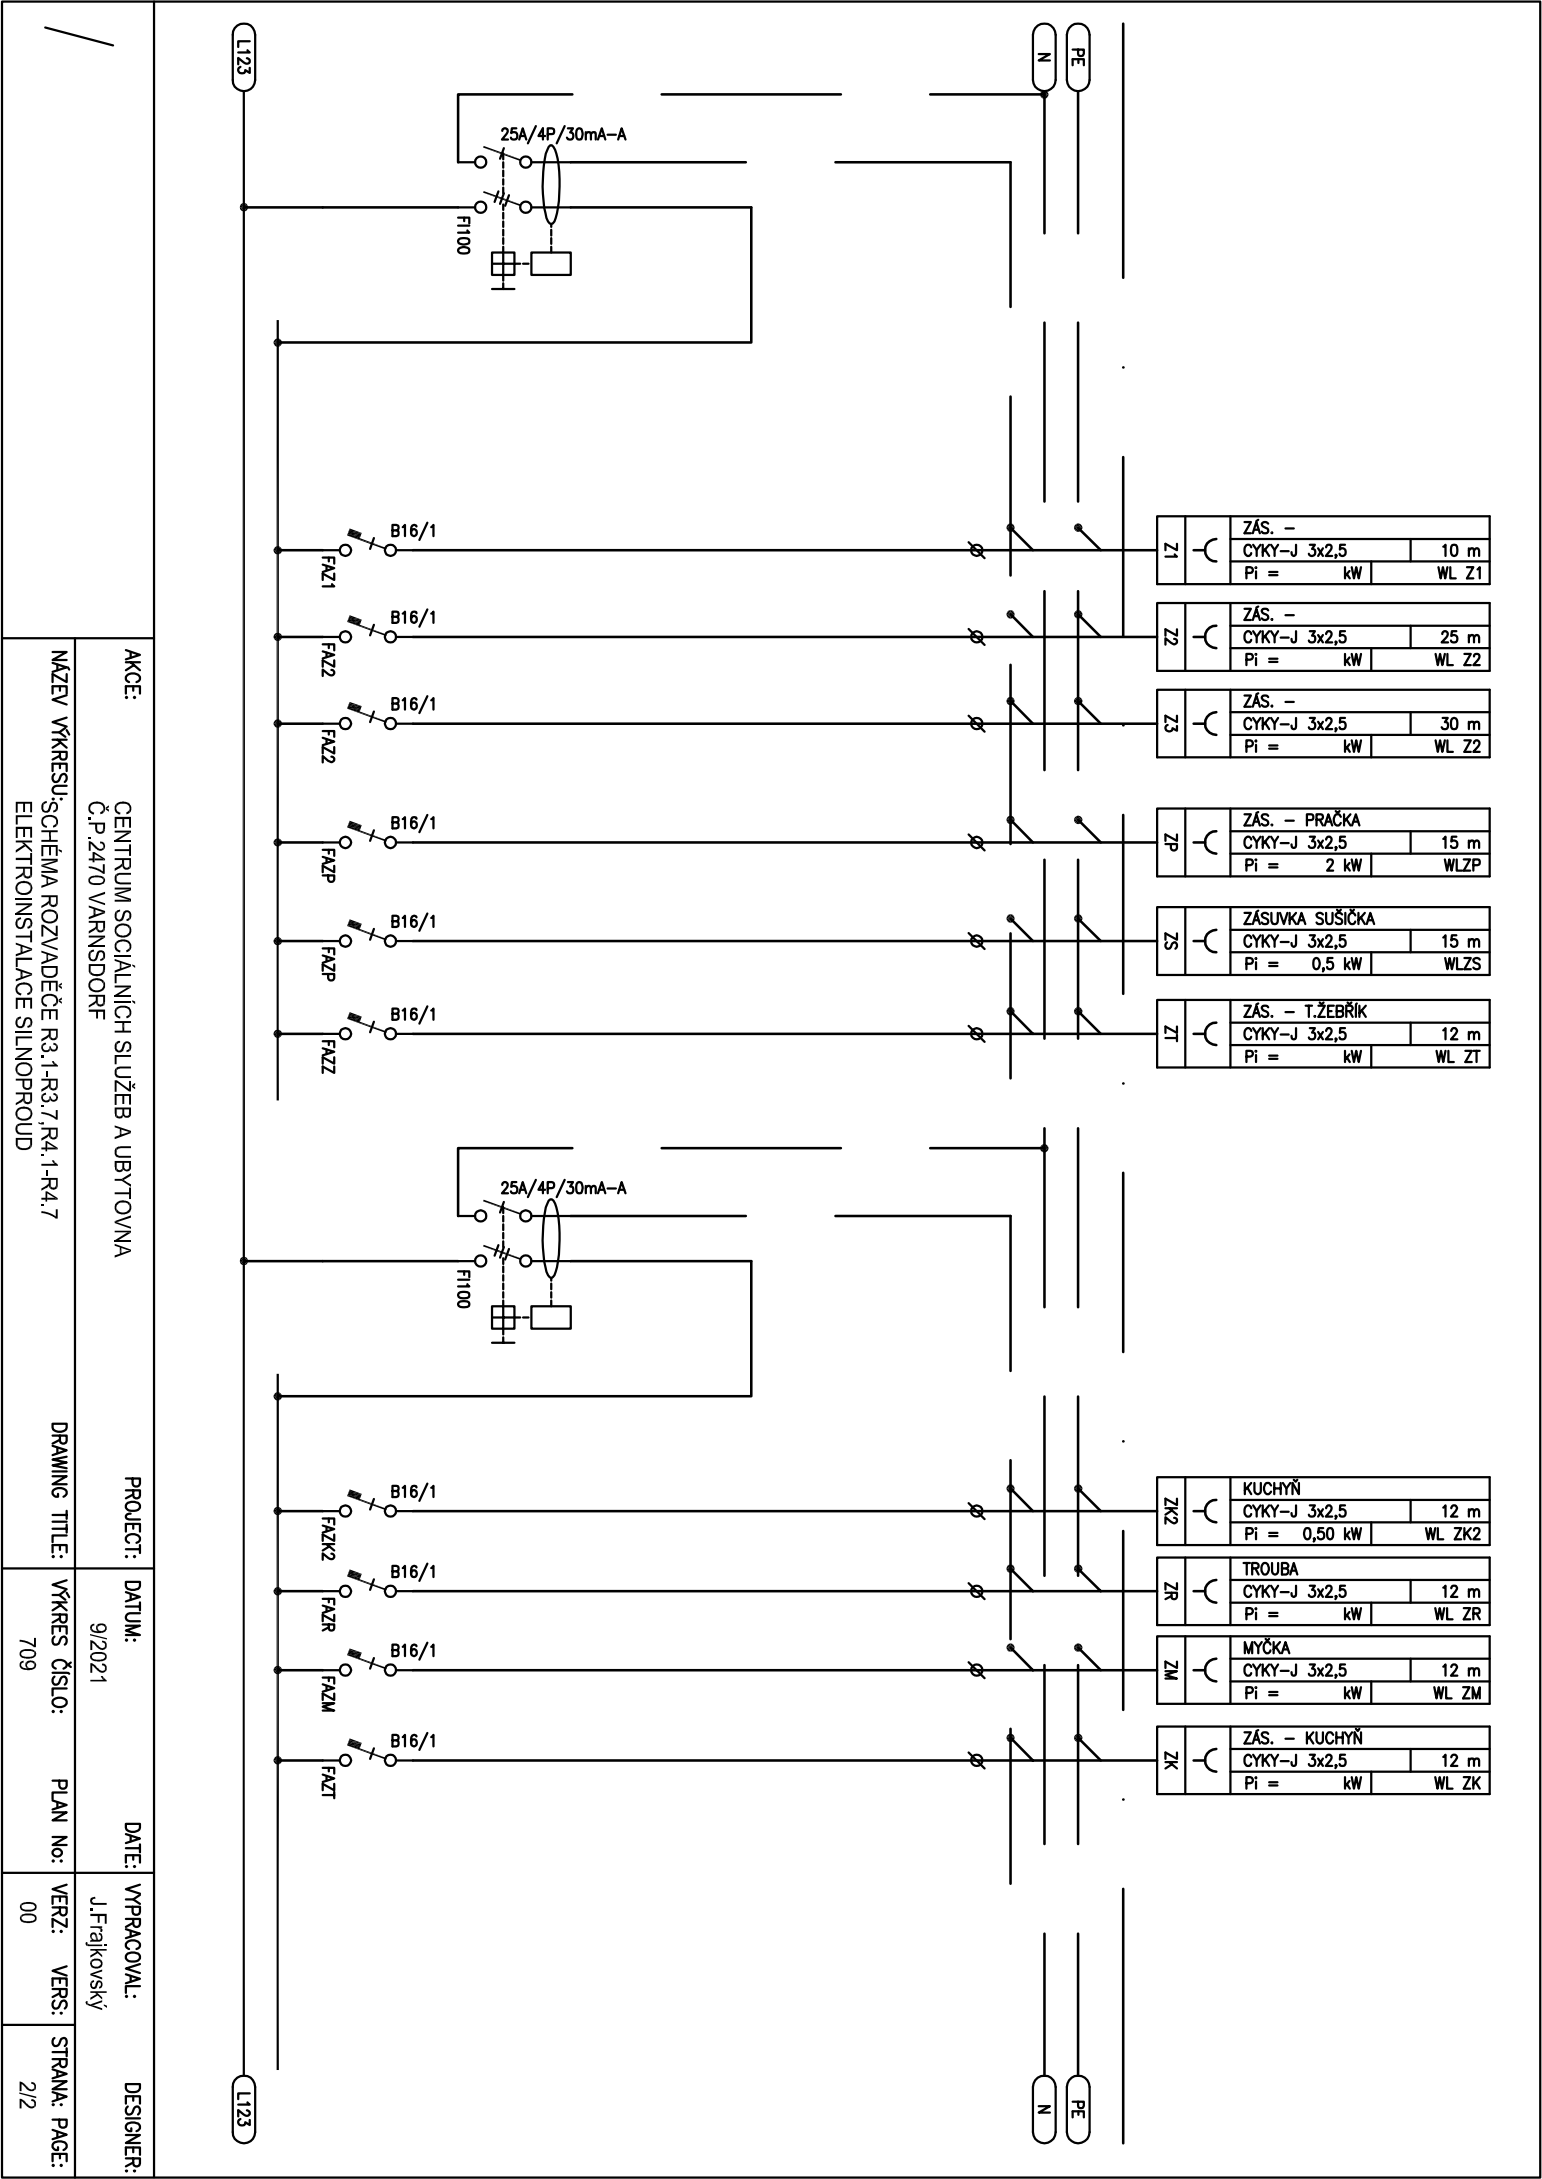 L123
N
PE
25A/4P/30mA-A
FI100
B16/1
FAZ1
Z1
ZÁS. -
CYKY-J 3x2,5 10 m
Pi = kW WL Z1
B16/1
FAZ2
Z2
ZÁS. -
CYKY-J 3x2,5 25 m
Pi = kW WL Z2
B16/1
FAZ2
Z3
ZÁS. -
CYKY-J 3x2,5 30 m
Pi = kW WL Z2
B16/1
FAZP
ZP
ZÁS. - PRAČKA
CYKY-J 3x2,5 15 m
Pi = 2 kW WLZP
B16/1
FAZP
ZS
ZÁSUVKA SUŠIČKA
CYKY-J 3x2,5 15 m
Pi = 0,5 kW WLZS
B16/1
FAZZ
ZT
ZÁS. - T.ŽEBŘÍK
CYKY-J 3x2,5 12 m
Pi = kW WL ZT
25A/4P/30mA-A
FI100
B16/1
FAZK2
ZK2
KUCHYŇ
CYKY-J 3x2,5 12 m
Pi = 0,50 kW WL ZK2
B16/1
FAZR
ZR
TROUBA
CYKY-J 3x2,5 12 m
Pi = kW WL ZR
B16/1
FAZM
ZM
MYČKA
CYKY-J 3x2,5 12 m
Pi = kW WL ZM
B16/1
FAZT
ZK
ZÁS. - KUCHYŇ
CYKY-J 3x2,5 12 m
Pi = kW WL ZK
L123
N
PE
AKCE: PROJECT:
CENTRUM SOCIÁLNÍCH SLUŽEB A UBYTOVNA
Č.P.2470 VARNSDORF
NÁZEV VÝKRESU: DRAWING TITLE:
SCHÉMA ROZVADĚČE R3.1-R3.7,R4.1-R4.7
ELEKTROINSTALACE SILNOPROUD
DATUM: DATE:
9/2021
VÝKRES ČÍSLO: PLAN No:
709
VYPRACOVAL: DESIGNER:
J.Frajkovský
VERZ: VERS:
00
STRANA: PAGE:
2/2